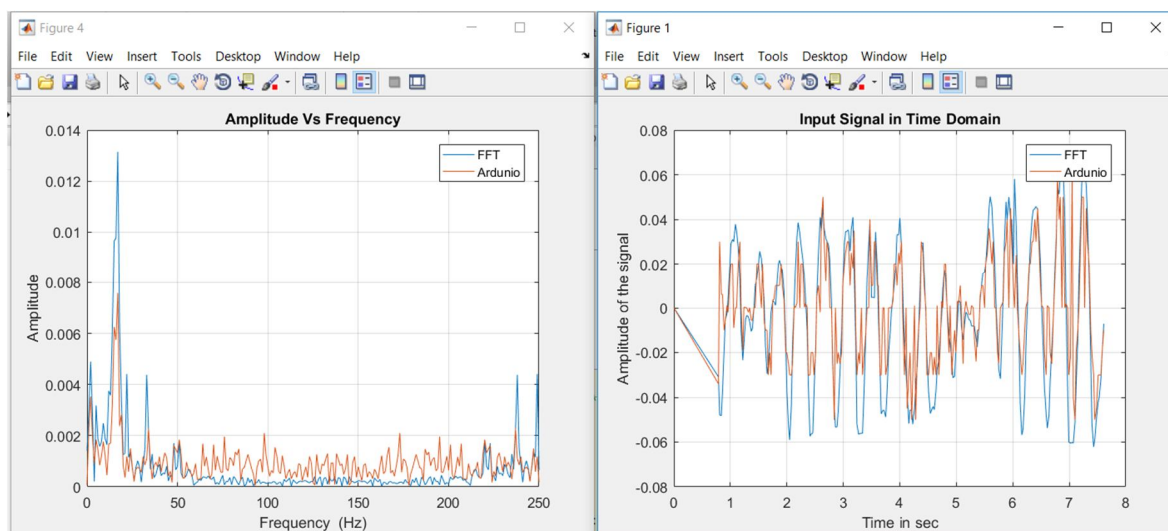 Figure 4
File Edit View Insert Tools Desktop Window Help
Amplitude Vs Frequency
FFT
Ardunio
0.014
0.012
0.01
0.008
0.006
0.004
0.002
0
Amplitude
0 50 100 150 200 250
Frequency (Hz)
Figure 1
File Edit View Insert Tools Desktop Window Help
Input Signal in Time Domain
FFT
Ardunio
0.08
0.06
0.04
0.02
0
-0.02
-0.04
-0.06
-0.08
Amplitude of the signal
0 1 2 3 4 5 6 7 8
Time in sec